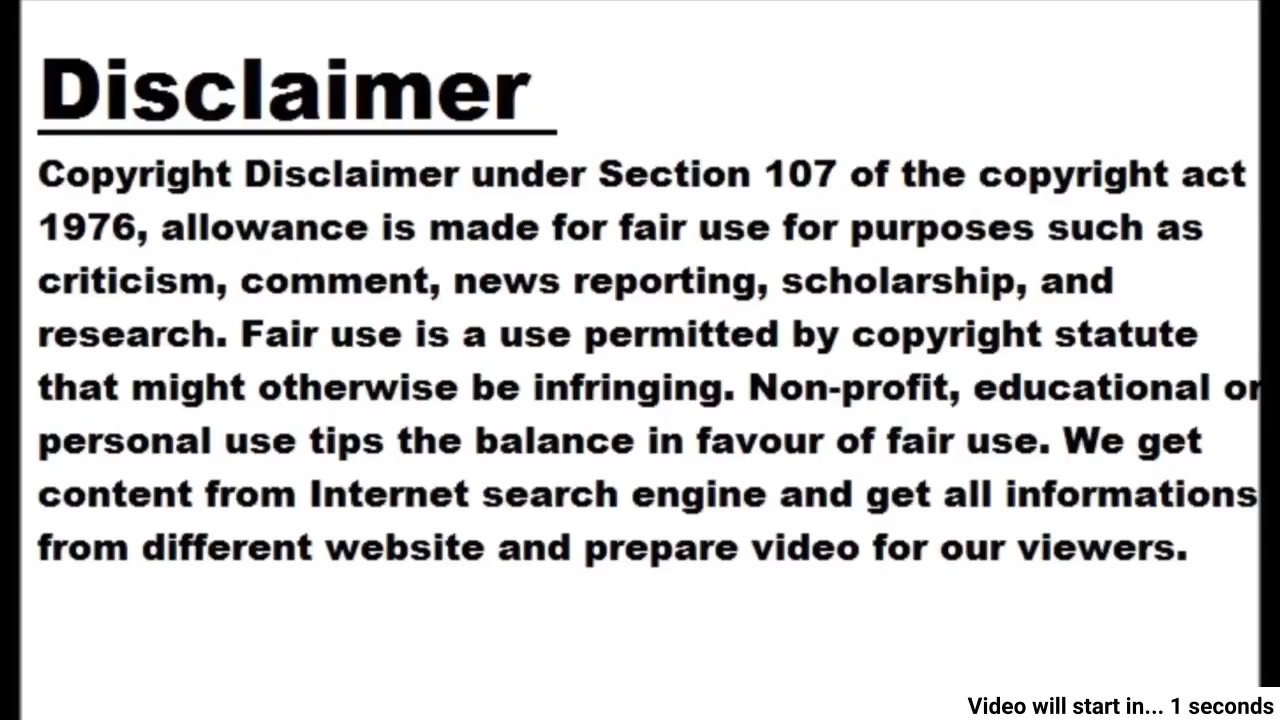 Disclaimer
Copyright Disclaimer under Section 107 of the copyright act
1976, allowance is made for fair use for purposes such as
criticism, comment, news reporting, scholarship, and
research. Fair use is a use permitted by copyright statute
that might otherwise be infringing. Non-profit, educational or
personal use tips the balance in favour of fair use. We get
content from Internet search engine and get all informations
from different website and prepare video for our viewers.
Video will start in... 1 seconds